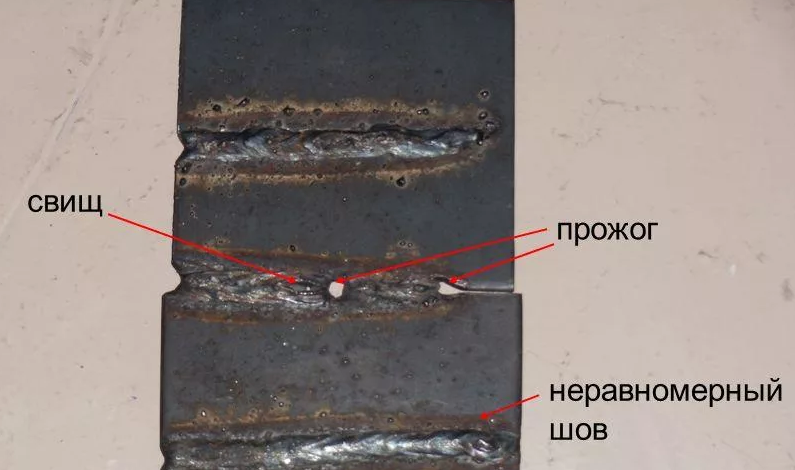 свищ
прожог
неравномерный
шов